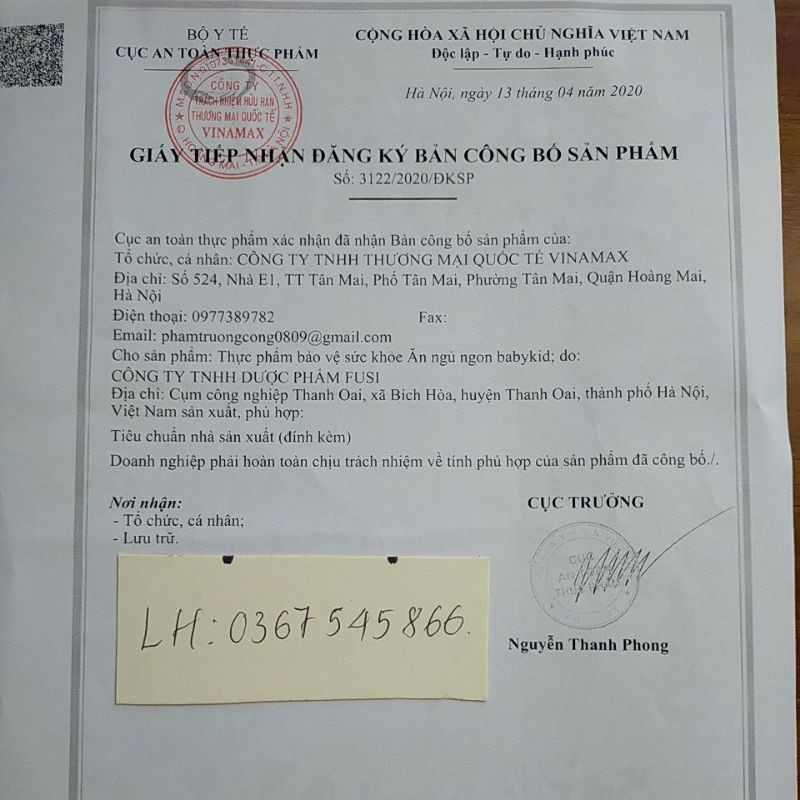 BỘ Y TẾ
CỤC AN TOÀN THỰC PHẨM
CỘNG HÒA XÃ HỘI CHỦ NGHĨA VIỆT NAM
Độc lập - Tự do - Hạnh phúc
Hà Nội, ngày 13 tháng 04 năm 2020
CÔNG TY
TRÁCH NHIỆM HỮU HẠN
THƯƠNG MẠI QUỐC TẾ
VINAMAX
GIẤY TIẾP NHẬN ĐĂNG KÝ BẢN CÔNG BỐ SẢN PHẨM
Số: 3122/2020/ĐKSP
Cục an toàn thực phẩm xác nhận đã nhận Bản công bố sản phẩm của:
Tổ chức, cá nhân: CÔNG TY TNHH THƯƠNG MẠI QUỐC TẾ VINAMAX
Địa chỉ: Số 524, Nhà E1, TT Tân Mai, Phố Tân Mai, Phường Tân Mai, Quận Hoàng Mai,
Hà Nội
Điện thoại: 0977389782 Fax:
Email: phamtruongcong0809@gmail.com
Cho sản phẩm: Thực phẩm bảo vệ sức khỏe Ăn ngủ ngon babykid; do:
CÔNG TY TNHH DƯỢC PHẨM FUSI
Địa chỉ: Cụm công nghiệp Thanh Oai, xã Bích Hòa, huyện Thanh Oai, thành phố Hà Nội,
Việt Nam sản xuất, phù hợp:
Tiêu chuẩn nhà sản xuất (đính kèm)
Doanh nghiệp phải hoàn toàn chịu trách nhiệm về tính phù hợp của sản phẩm đã công bố./.
Nơi nhận:
- Tổ chức, cá nhân;
- Lưu trữ.
CỤC TRƯỞNG
CỤC
AN TOÀN
THỰC PHẨM
Nguyễn Thanh Phong
LH: 0367545866.